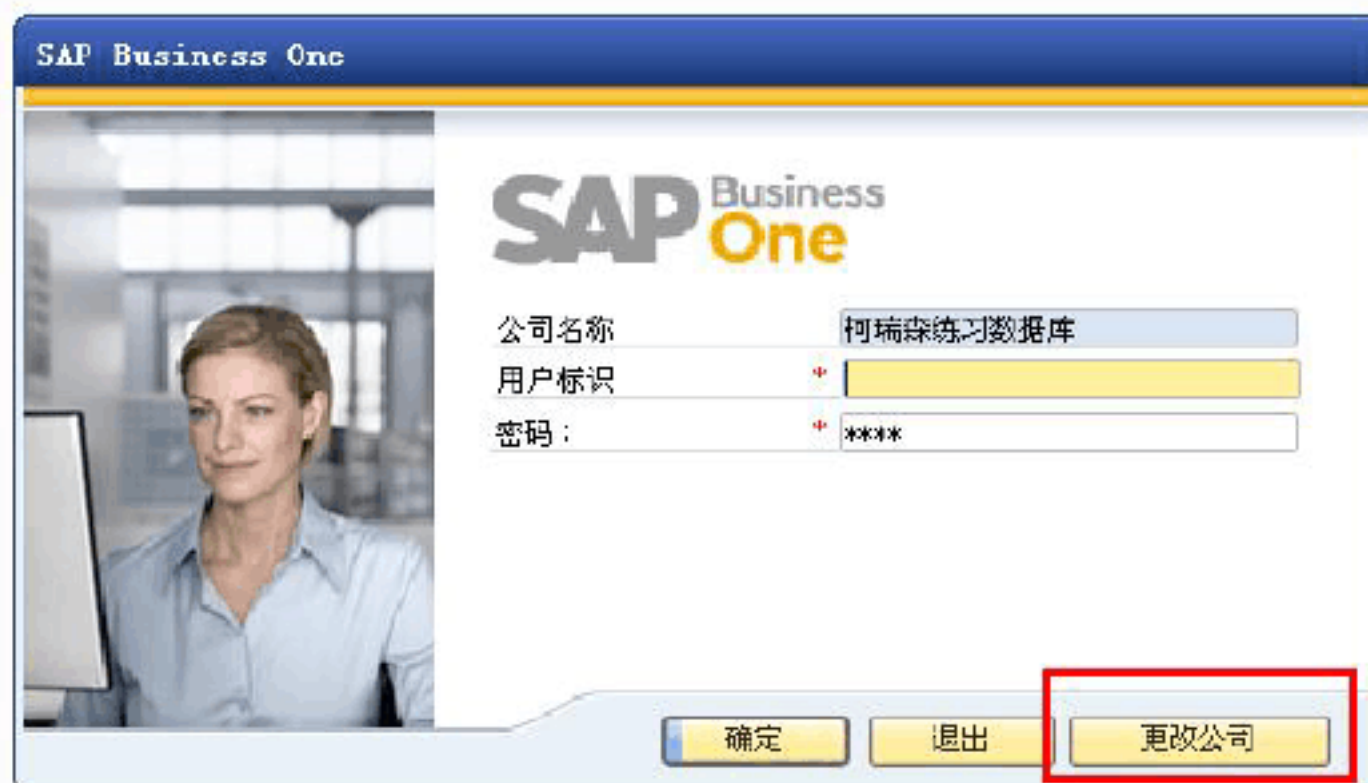 SAP Business One
SAP Business One
公司名称 柯瑞森练习数据库
用户标识 *
密码： * ****
确定 退出 更改公司